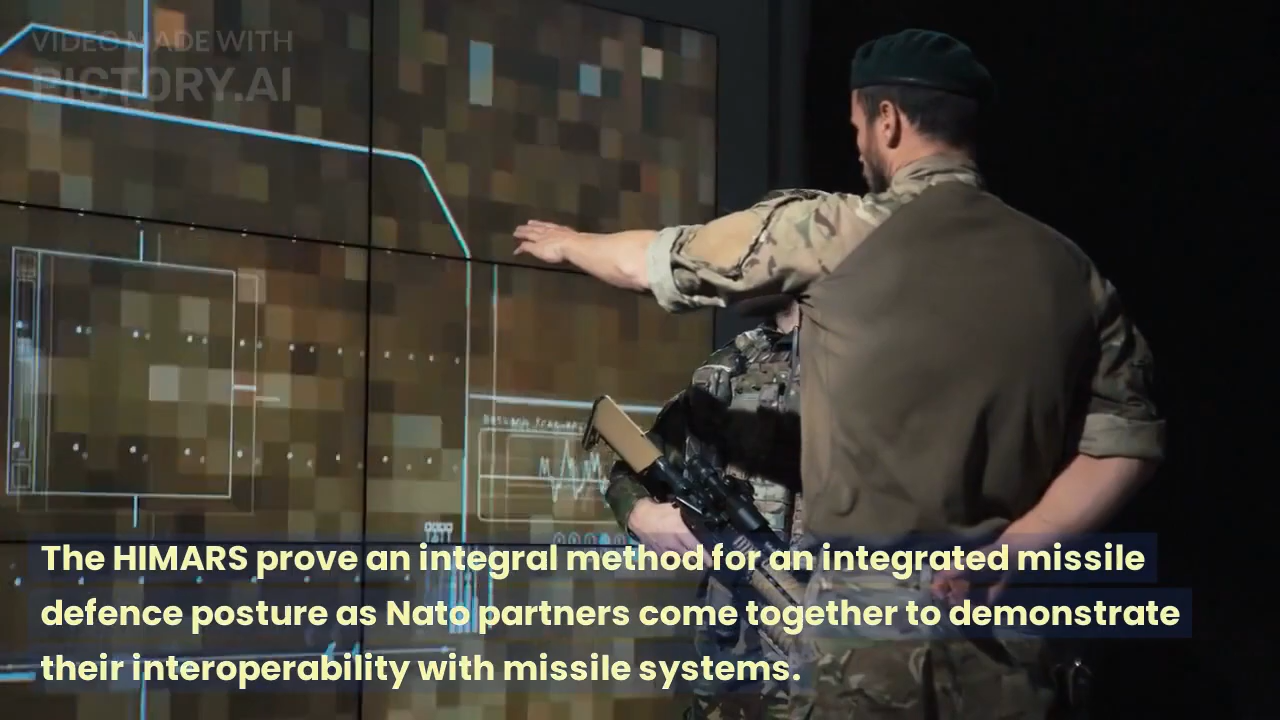 VIDEO MADE WITH
PICTORY.AI
The HIMARS prove an integral method for an integrated missile
defence posture as Nato partners come together to demonstrate
their interoperability with missile systems.